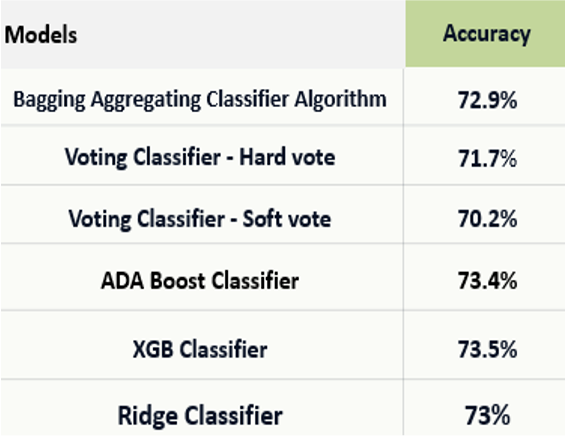 Models Accuracy
Bagging Aggregating Classifier Algorithm 72.9%
Voting Classifier - Hard vote 71.7%
Voting Classifier - Soft vote 70.2%
ADA Boost Classifier 73.4%
XGB Classifier 73.5%
Ridge Classifier 73%